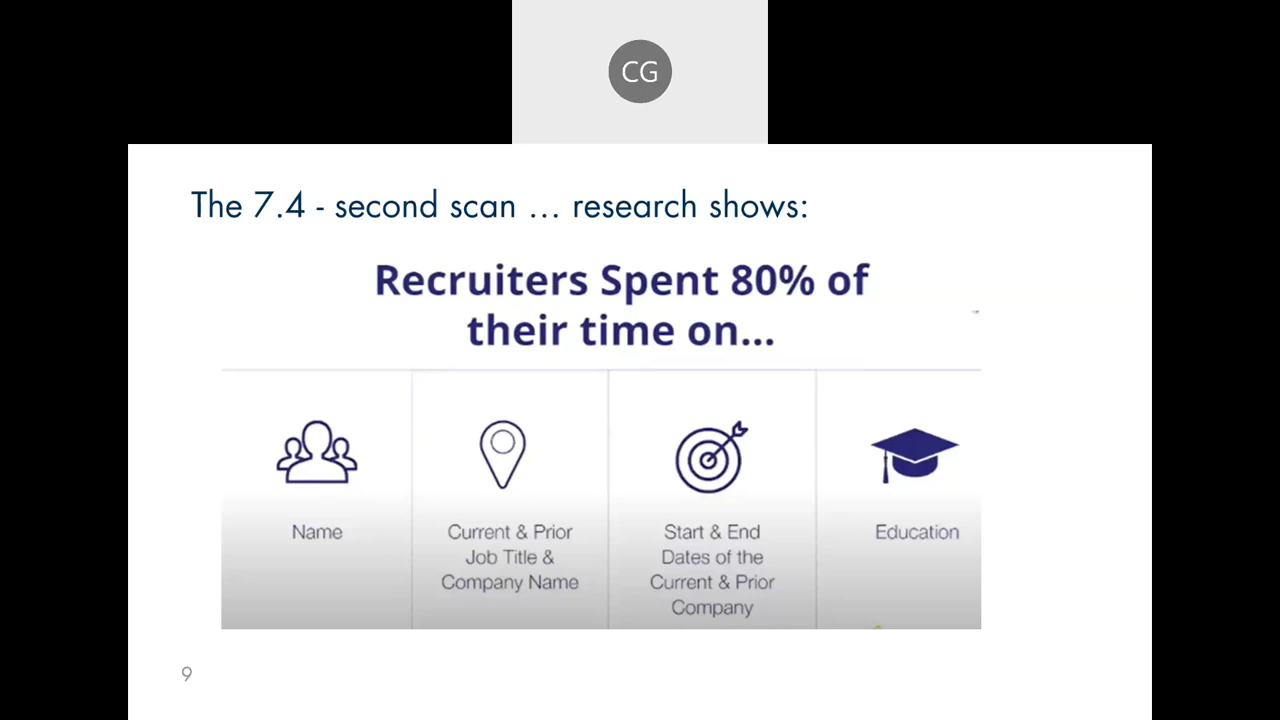 CG
The 7.4 - second scan ... research shows:
Recruiters Spent 80% of
their time on...
Name
Current & Prior
Job Title &
Company Name
Start & End
Dates of the
Current & Prior
Company
Education
9